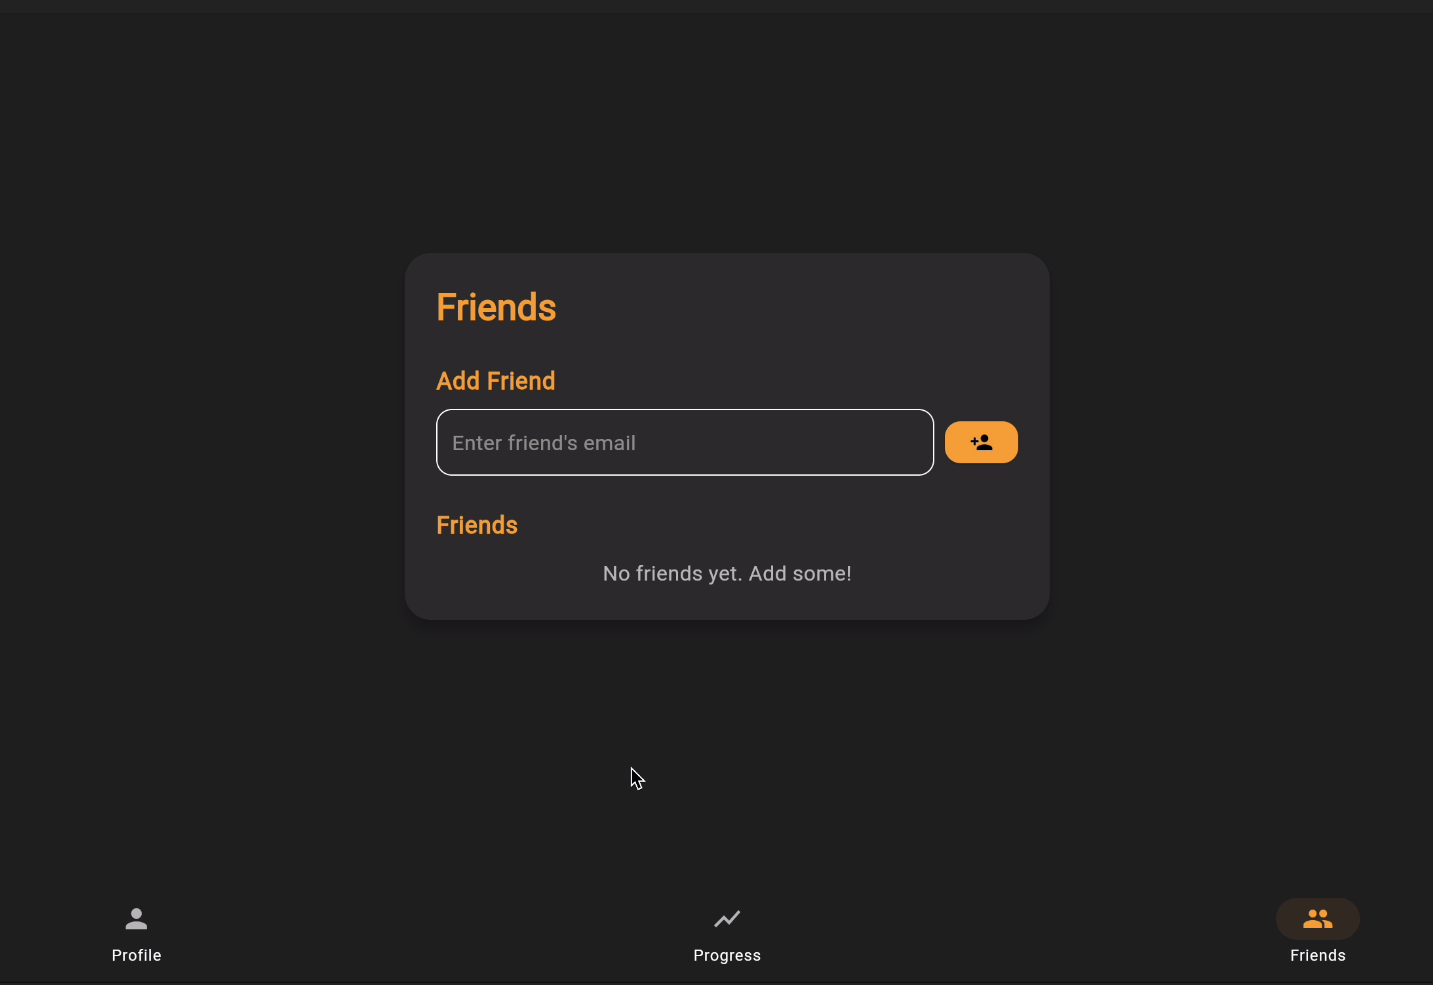 Friends
Add Friend
Enter friend's email
Friends
No friends yet. Add some!
Profile
Progress
Friends